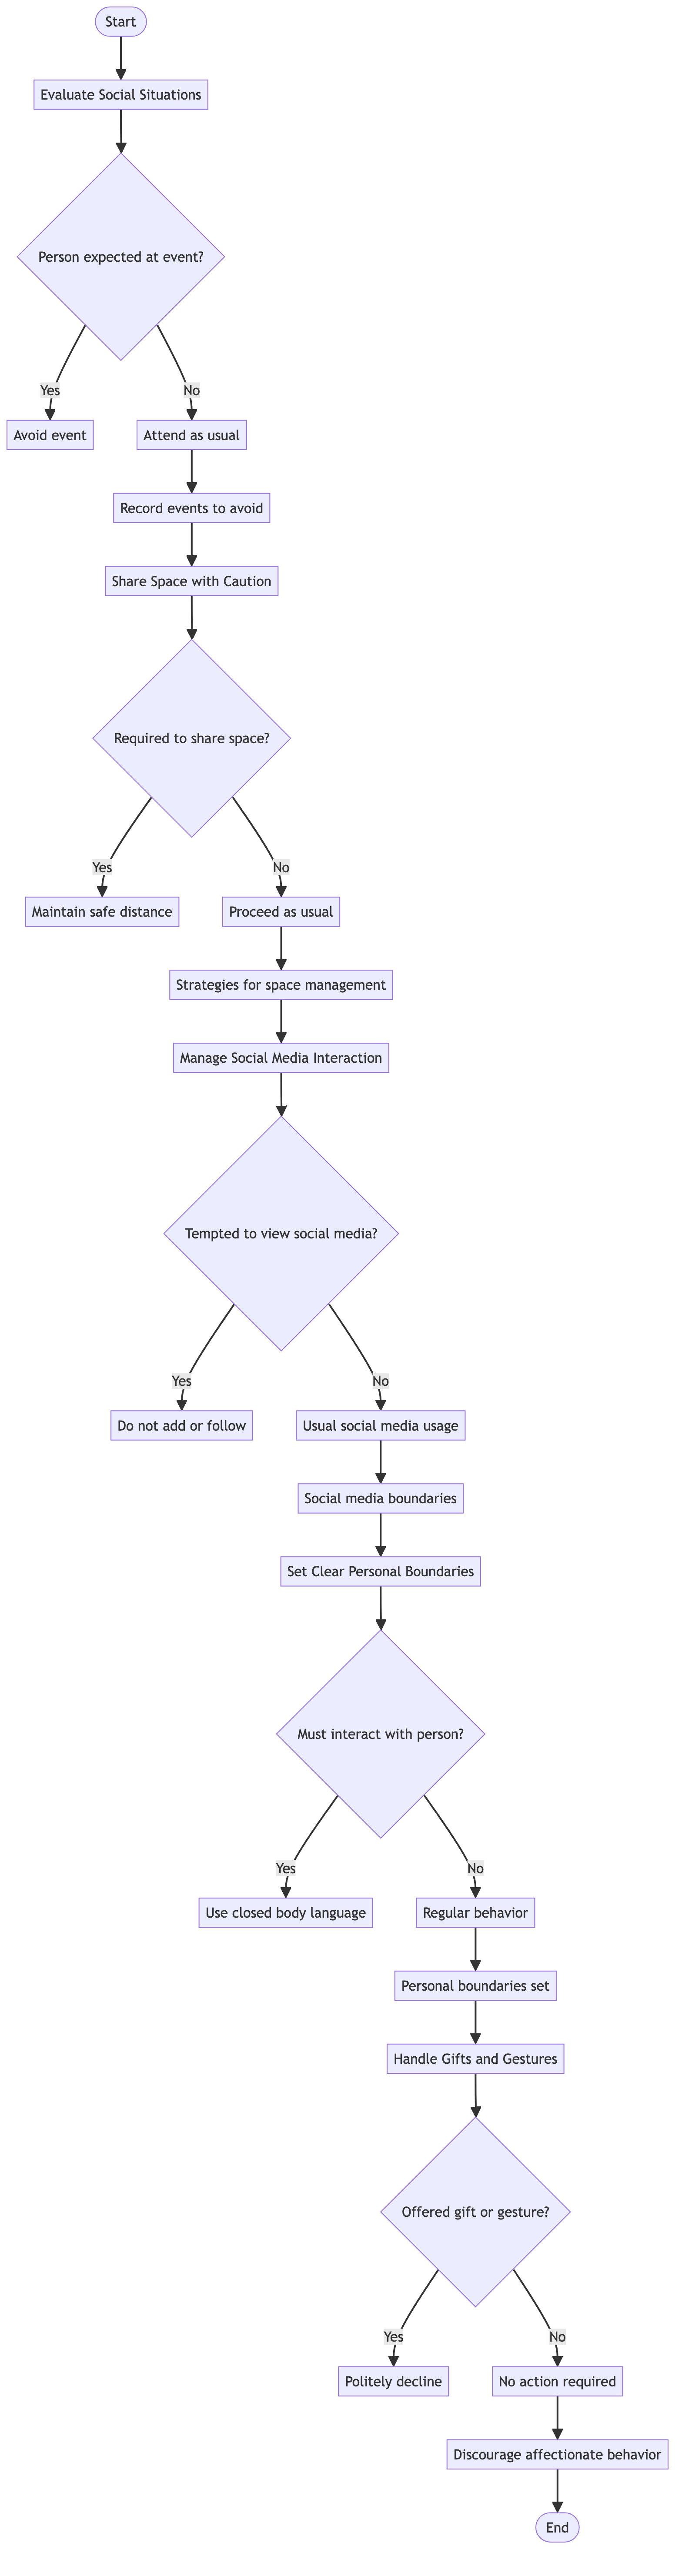 Start
Evaluate Social Situations
Person expected at event?
Yes
No
Avoid event
Attend as usual
Record events to avoid
Share Space with Caution
Required to share space?
Yes
No
Maintain safe distance
Proceed as usual
Strategies for space management
Manage Social Media Interaction
Tempted to view social media?
Yes
No
Do not add or follow
Usual social media usage
Social media boundaries
Set Clear Personal Boundaries
Must interact with person?
Yes
No
Use closed body language
Regular behavior
Personal boundaries set
Handle Gifts and Gestures
Offered gift or gesture?
Yes
No
Politely decline
No action required
Discourage affectionate behavior
End